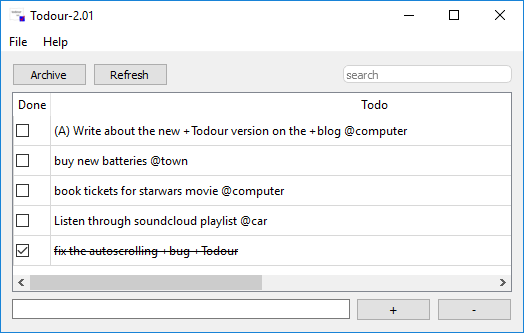 Todour-2.01
File Help
Archive Refresh search
Done Todo
(A) Write about the new +Todour version on the +blog @computer
buy new batteries @town
book tickets for starwars movie @computer
Listen through soundcloud playlist @car
fix the autoscrolling +bug +Todour
+ -